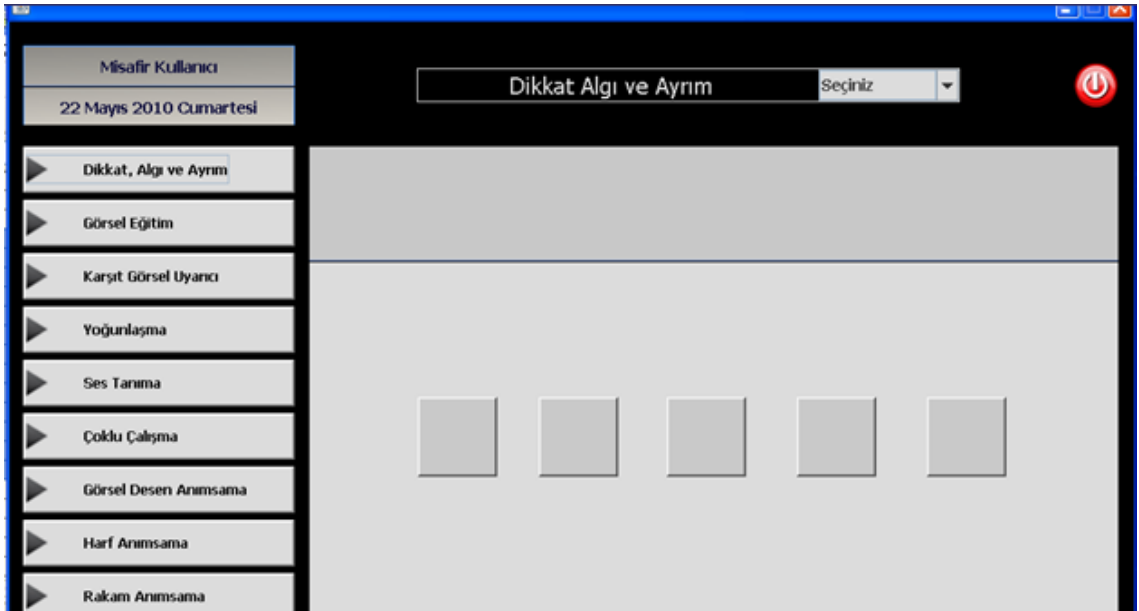 Misafir Kullanıcı
22 Mayıs 2010 Cumartesi
Dikkat Algı ve Ayrım
Seçiniz
Dikkat, Algı ve Ayrım
Görsel Eğitim
Karşıt Görsel Uyarıcı
Yoğunlaşma
Ses Tanıma
Çoklu Çalışma
Görsel Desen Anımsama
Harf Anımsama
Rakam Anımsama